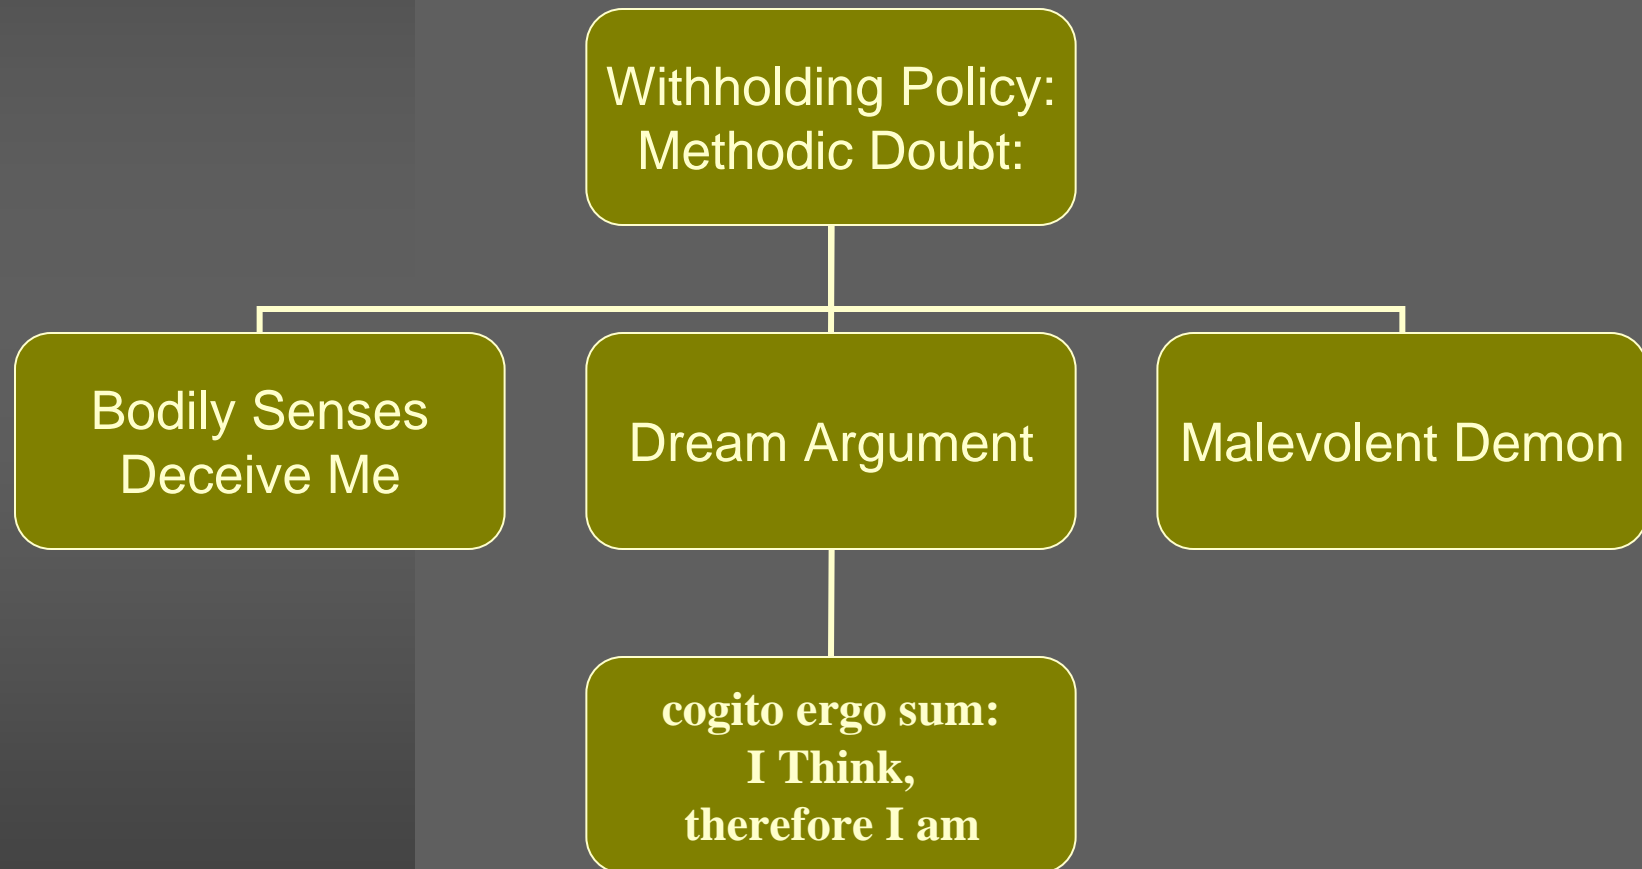 Withholding Policy:
Methodic Doubt:
Bodily Senses
Deceive Me
Dream Argument
Malevolent Demon
cogito ergo sum:
I Think,
therefore I am